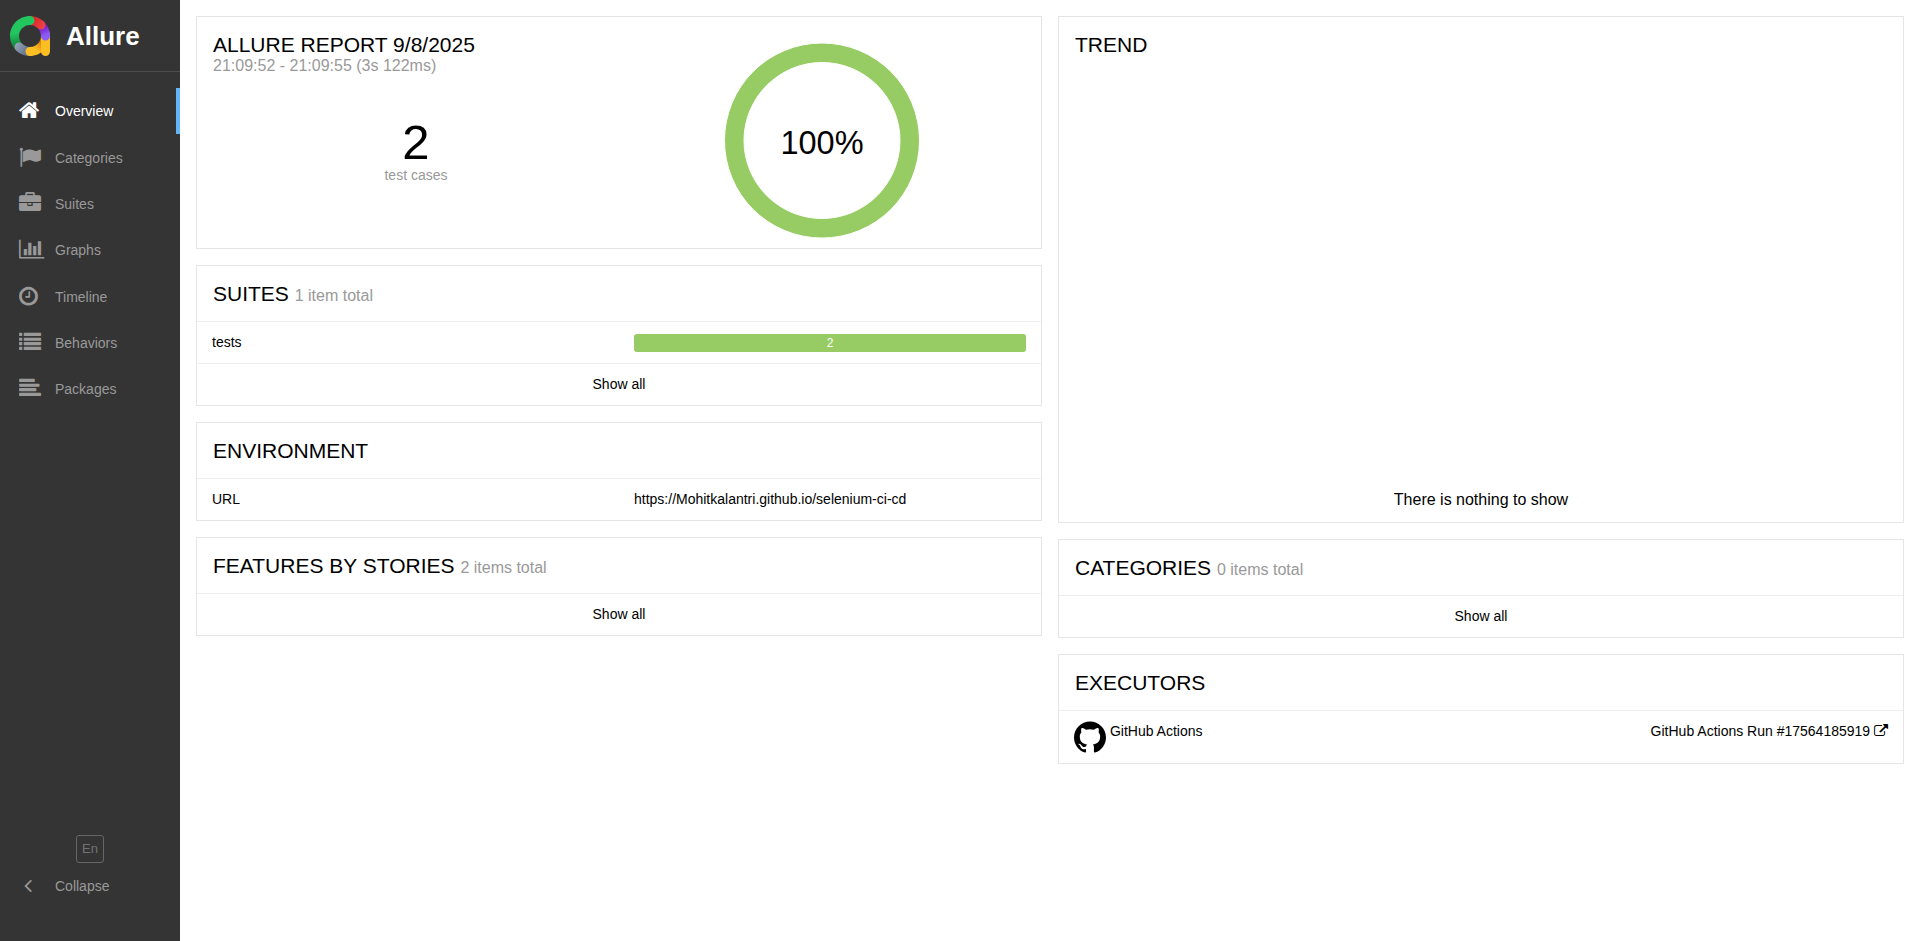 Allure
Overview
Categories
Suites
Graphs
Timeline
Behaviors
Packages
En
Collapse
ALLURE REPORT 9/8/2025
21:09:52 - 21:09:55 (3s 122ms)
2
test cases
100%
SUITES 1 item total
tests 2
Show all
ENVIRONMENT
URL https://Mohitkalantri.github.io/selenium-ci-cd
FEATURES BY STORIES 2 items total
Show all
TREND
There is nothing to show
CATEGORIES 0 items total
Show all
EXECUTORS
GitHub Actions GitHub Actions Run #17564185919